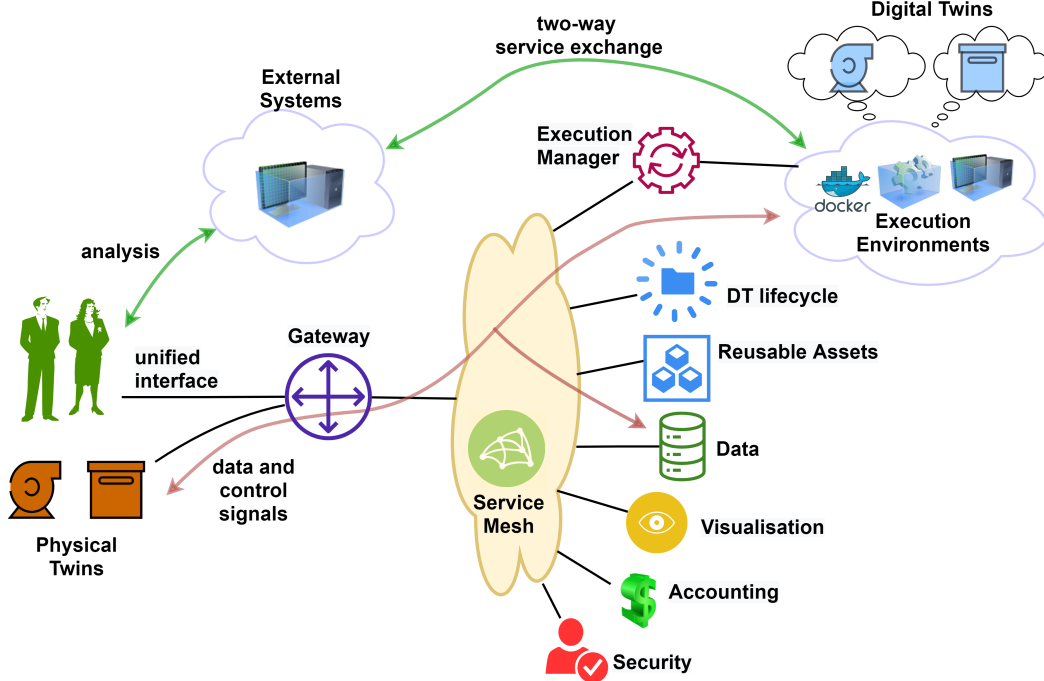 Digital Twins
two-way
service exchange
External
Systems
Execution
Manager
docker
Execution
Environments
analysis
DT lifecycle
Gateway
unified
interface
Reusable Assets
Data
data and
control
signals
Service
Mesh
Visualisation
Physical
Twins
Accounting
Security